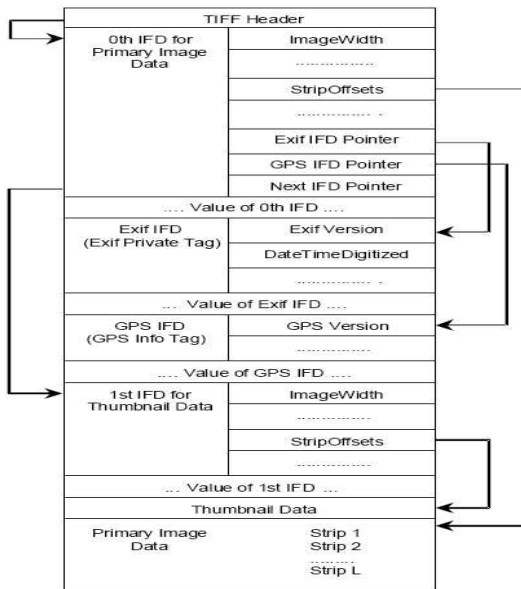 TIFF Header
0th IFD for
Primary Image
Data
ImageWidth
...............
StripOffsets
............... .
Exif IFD Pointer
GPS IFD Pointer
Next IFD Pointer
.... Value of 0th IFD ....
Exif IFD
(Exif Private Tag)
Exif Version
DateTimeDigitized
............... .
... Value of Exif IFD ....
GPS IFD
(GPS Info Tag)
GPS Version
...............
... Value of GPS IFD ....
1st IFD for
Thumbnail Data
ImageWidth
...............
StripOffsets
...............
... Value of 1st IFD ...
Thumbnail Data
Primary Image
Data
Strip 1
Strip 2
.........
Strip L